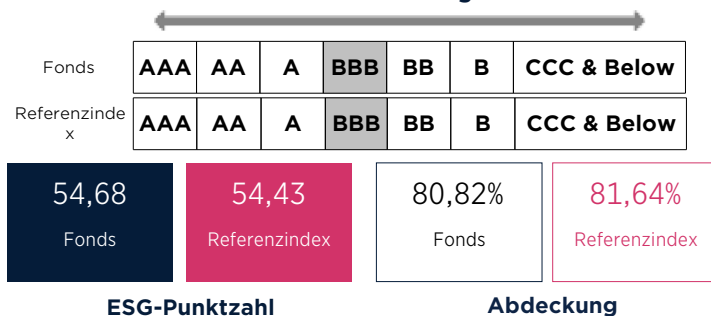 Fonds AAA AA A BBB BB B CCC & Below
Referenzinde
x
AAA AA A BBB BB B CCC & Below
54,68 54,43 80,82% 81,64%
Fonds Referenzindex Fonds Referenzindex
ESG-Punktzahl Abdeckung